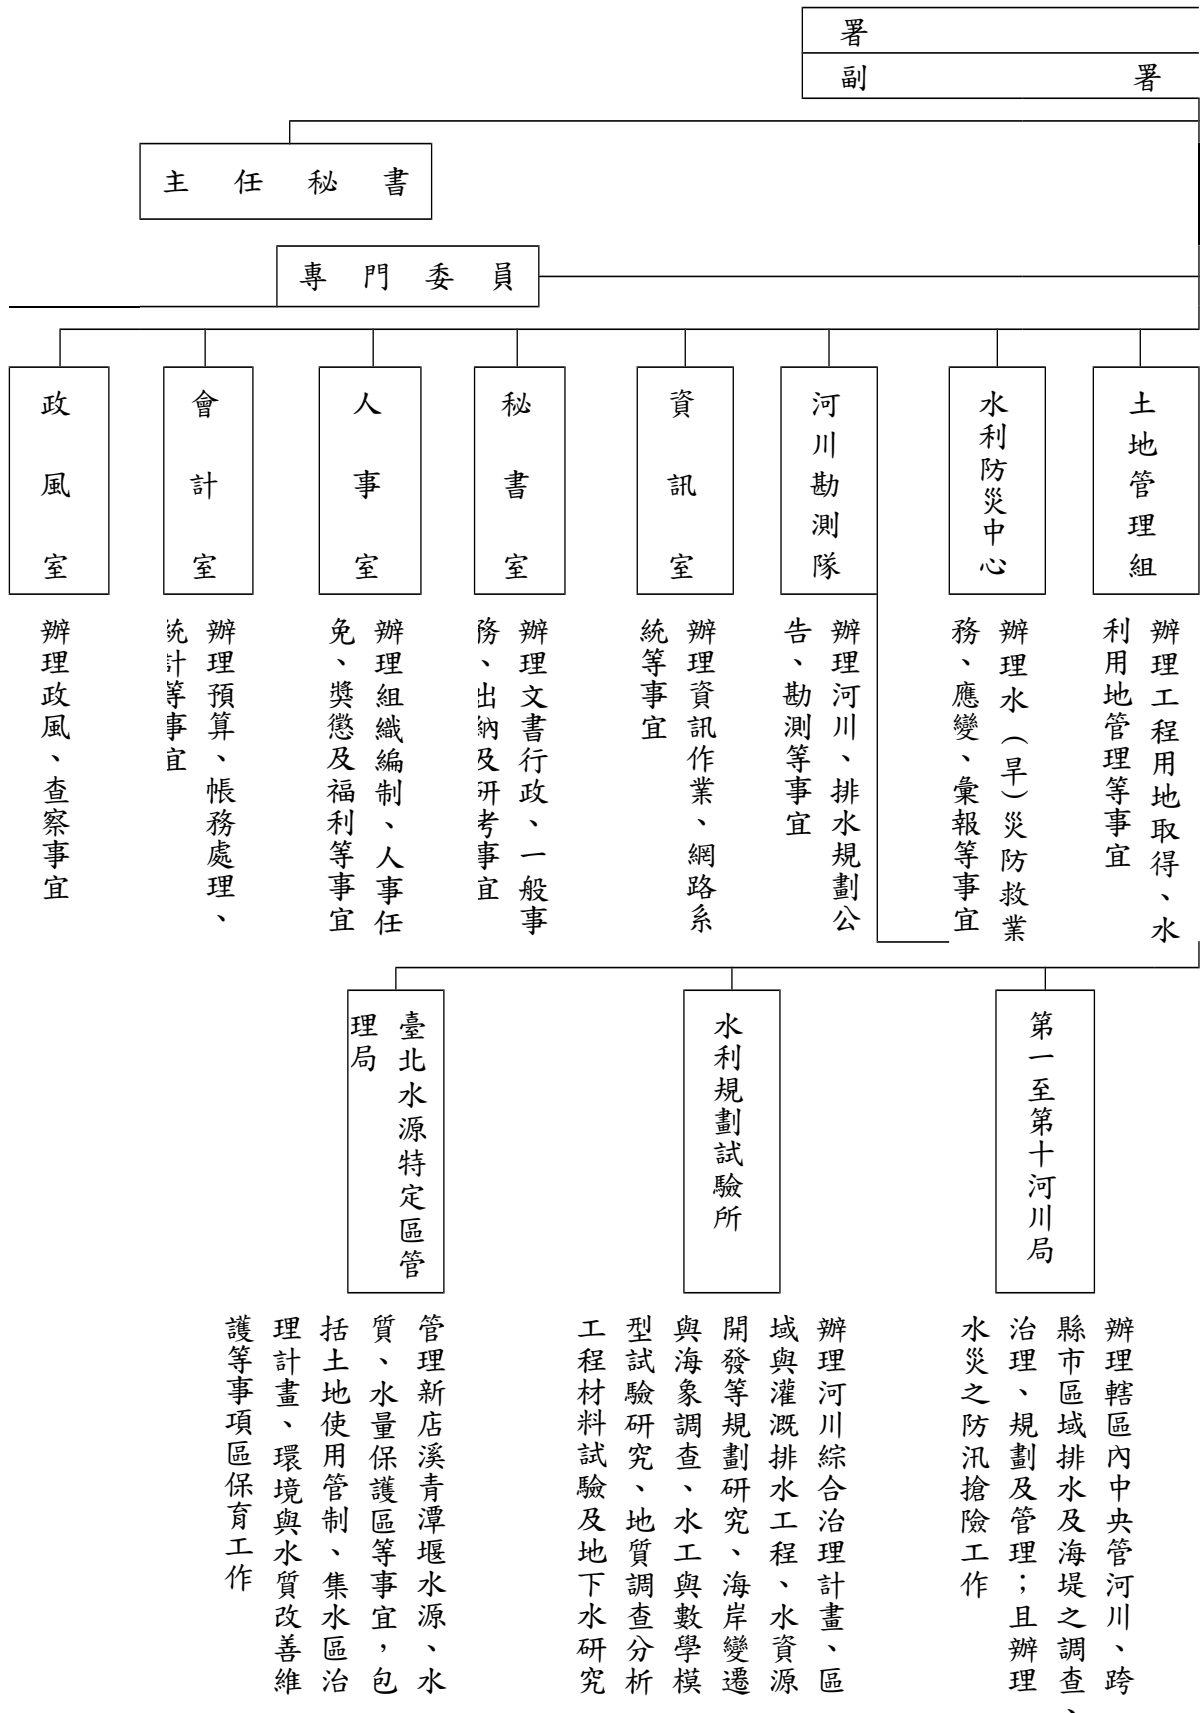 署
副 署
主任秘書
專門委員
土地管理組
辦理工程用地取得、水
利用地管理等事宜
水利防災中心
辦理水（旱）災防救業
務、應變、彙報等事宜
河川勘測隊
辦理河川、排水規劃公
告、勘測等事宜
資訊室
辦理資訊作業、網路系
統等事宜
秘書室
辦理文書行政、一般事
務、出納及研考事宜
人事室
辦理組織編制、人事任
免、獎懲及福利等事宜
會計室
辦理預算、帳務處理、
統計等事宜
政風室
辦理政風、查察事宜
第一至第十河川局
辦理轄區內中央管河川、跨
縣市區域排水及海堤之調查、
治理、規劃及管理；且辦理
水災之防汛搶險工作
水利規劃試驗所
辦理河川綜合治理計畫、區
域與灌溉排水工程、水資源
開發等規劃研究、海岸變遷
與海象調查、水工與數學模
型試驗研究、地質調查分析
工程材料試驗及地下水研究
臺北水源特定區管
理局
管理新店溪青潭堰水源、水
質、水量保護區等事宜，包
括土地使用管制、集水區治
理計畫、環境與水質改善維
護等事項區保育工作